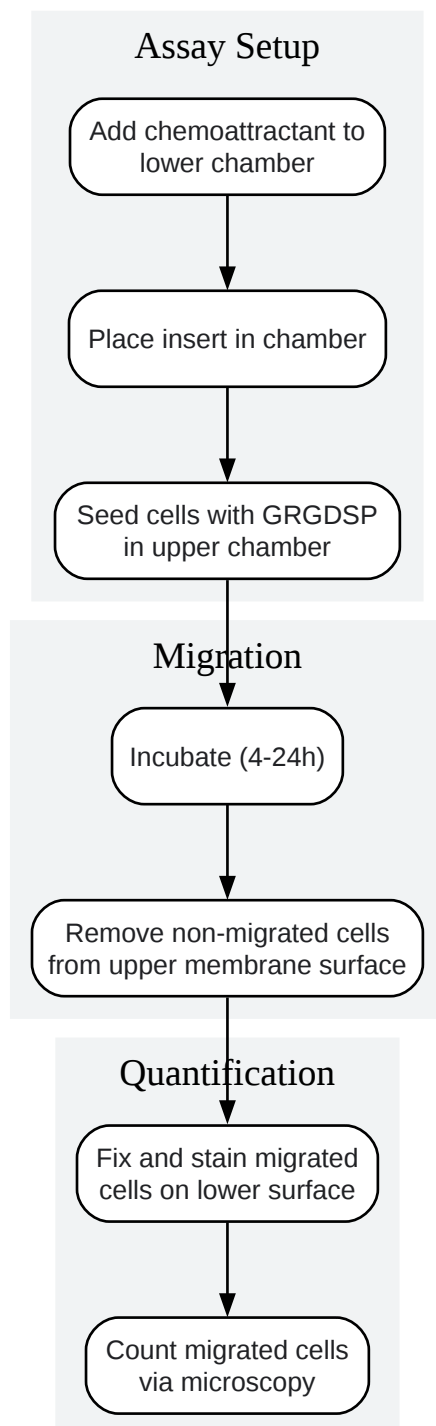 Assay Setup
Add chemoattractant to
lower chamber
Place insert in chamber
Seed cells with GRGDSP
in upper chamber
Migration
Incubate (4-24h)
Remove non-migrated cells
from upper membrane surface
Quantification
Fix and stain migrated
cells on lower surface
Count migrated cells
via microscopy